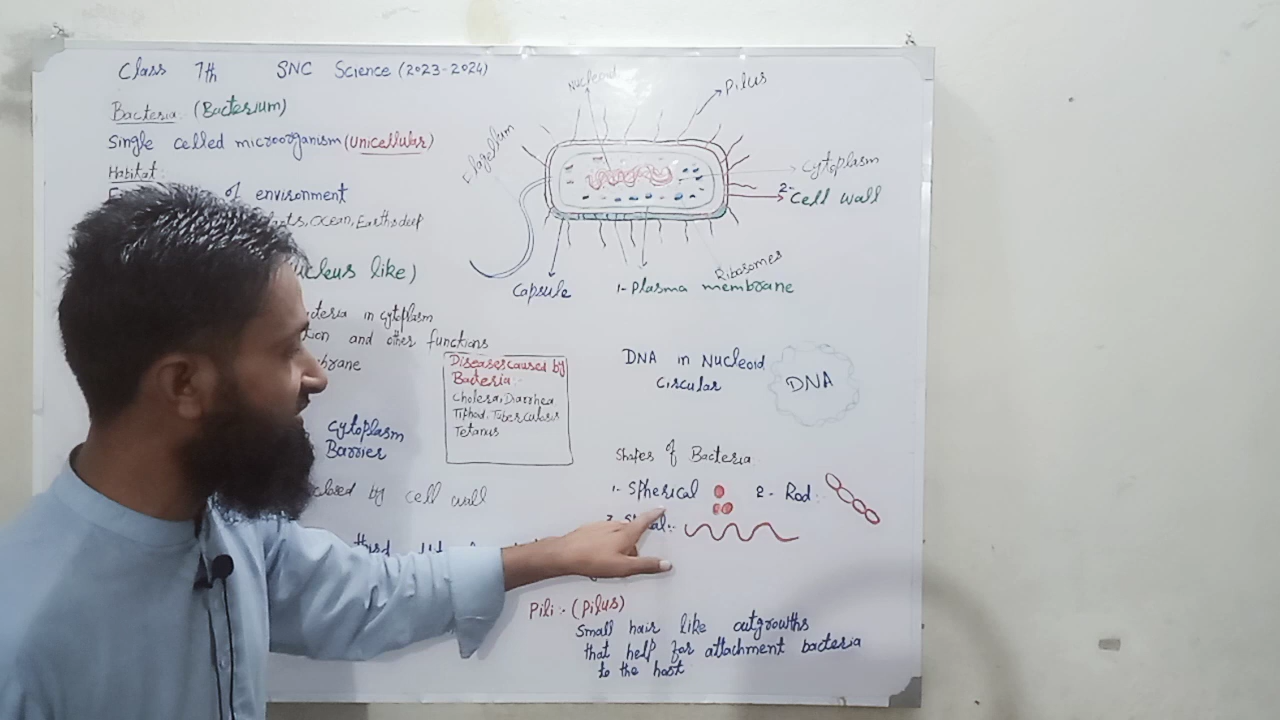 Class 7th SNC Science (2023-2024)
Bacteria (Bacterium)
Single celled microorganism (Unicellular)
Habitat:
of environment
Ocean, Earth's deep
ucleus like)
cteria in cytoplasm
tion and other functions
brane
cytoplasm
Barrier
closed by cell wall
Diseases caused by
Bacteria:-
Cholera, Diarrhea
Tiphod, Tuberculosis
Tetanus
Nucleoid
Pilus
Flagellum
Cytoplasm
2- Cell wall
Ribosomes
Capsule
1- Plasma membrane
DNA in Nucleoid
Circular
DNA
Shapes of Bacteria
1- Spherical 2- Rod:-
al:-
Pili:- (Pilus)
Small hair like outgrowths
that help for attachment bacteria
to the host